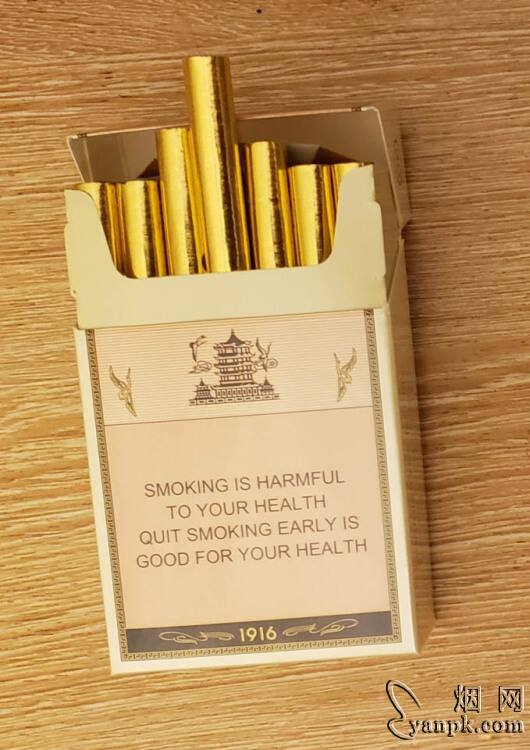 SMOKING IS HARMFUL
TO YOUR HEALTH
QUIT SMOKING EARLY IS
GOOD FOR YOUR HEALTH
1916
烟网
yanpk.com